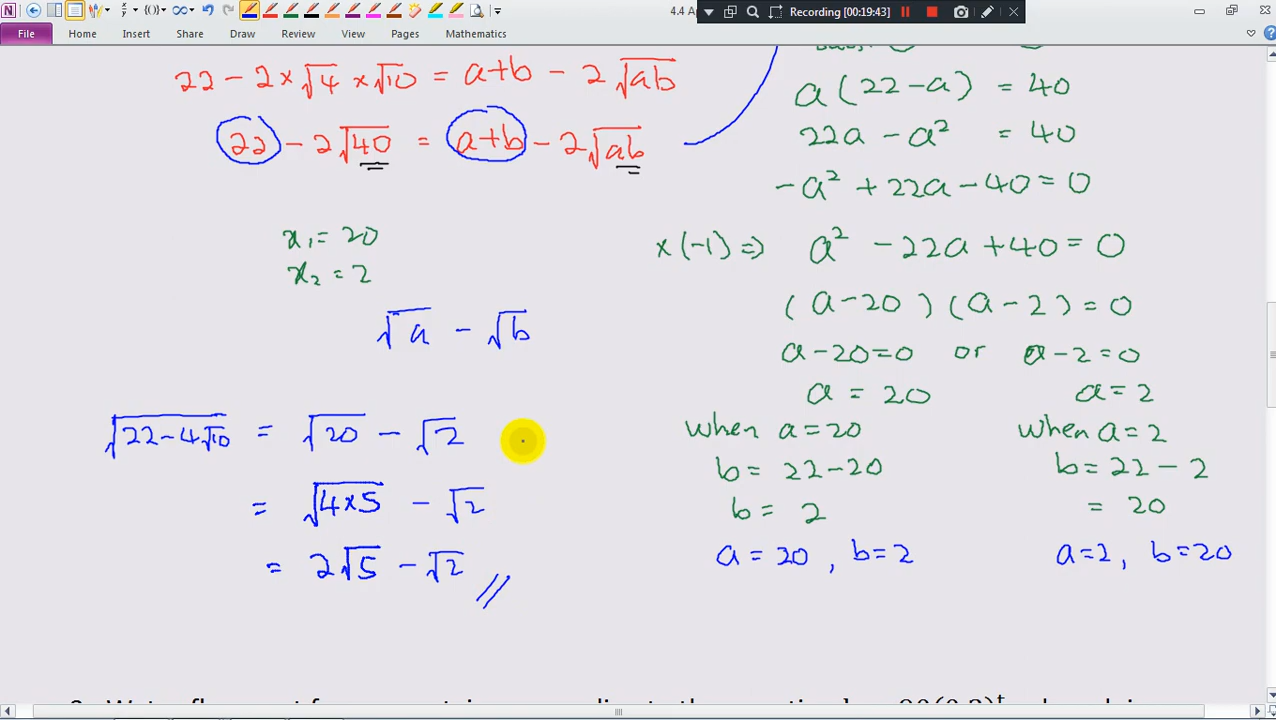 4.4 Ap
Recording [00:19:43]
File Home Insert Share Draw Review View Pages Mathematics
22 - 2 × √4 × √10 = a+b - 2√ab
22 - 2√40 = a+b - 2√ab
x₁ = 20
x₂ = 2
√a - √b
√22-4√10 = √20 - √2
= √4×5 - √2
= 2√5 - √2 //
a (22 - a) = 40
22a - a² = 40
-a² + 22a - 40 = 0
× (-1) ⇒ a² - 22a + 40 = 0
(a - 20) (a - 2) = 0
a - 20 = 0 or a - 2 = 0
a = 20 a = 2
when a = 20 when a = 2
b = 22 - 20 b = 22 - 2
b = 2 = 20
a = 20 , b = 2 a = 2 , b = 20